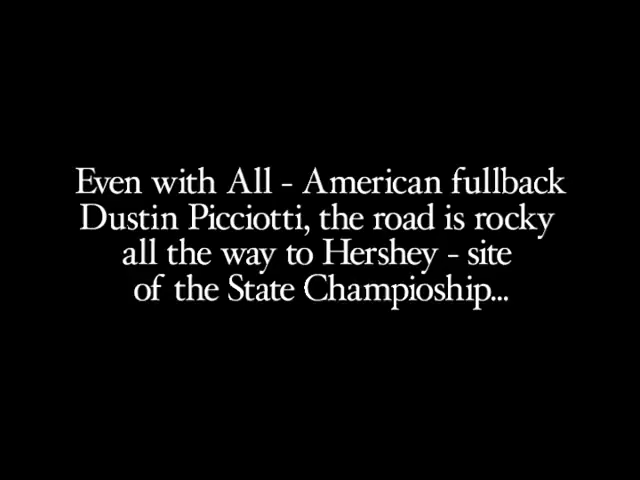 Even with All - American fullback
Dustin Picciotti, the road is rocky
all the way to Hershey - site
of the State Champioship...